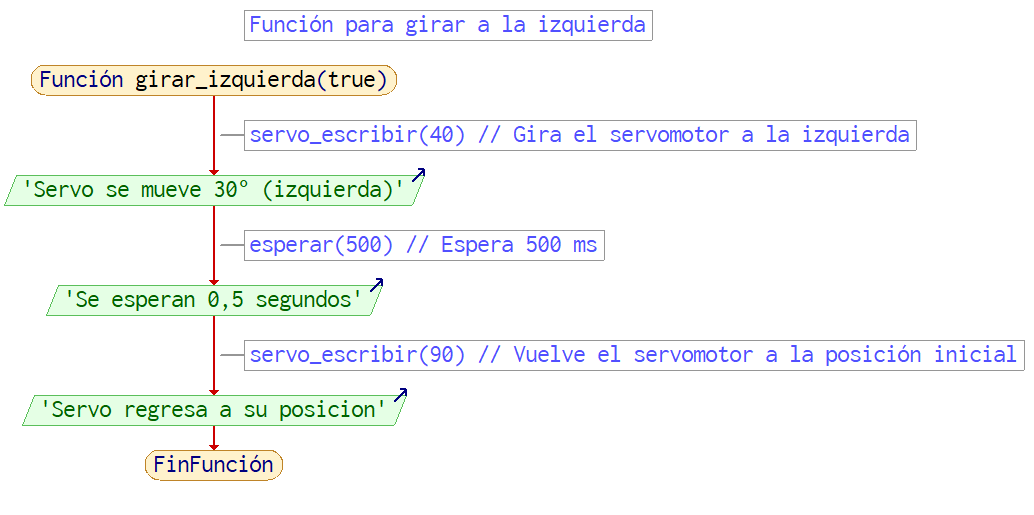 Función para girar a la izquierda
Función girar_izquierda(true)
servo_escribir(40) // Gira el servomotor a la izquierda
'Servo se mueve 30° (izquierda)'
esperar(500) // Espera 500 ms
'Se esperan 0,5 segundos'
servo_escribir(90) // Vuelve el servomotor a la posición inicial
'Servo regresa a su posicion'
FinFunción